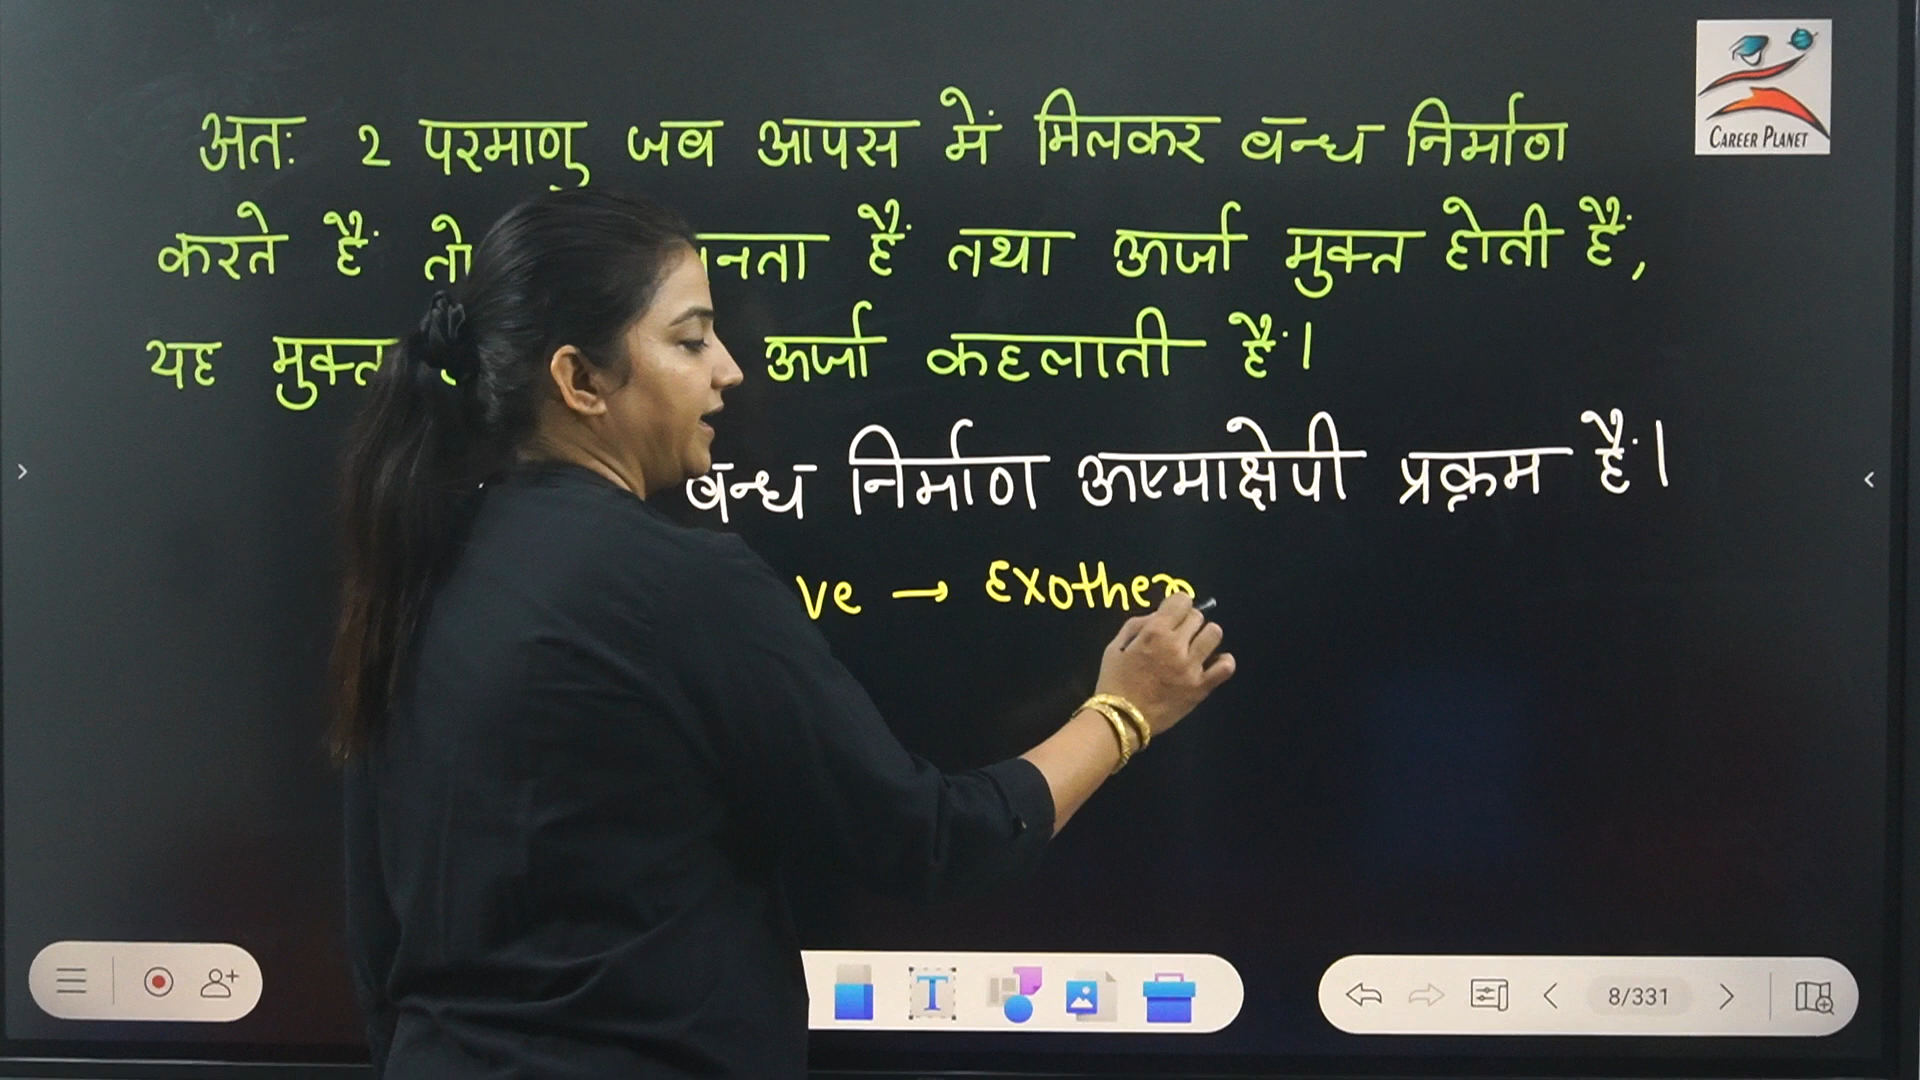 CAREER PLANET
अतः 2 परमाणु जब आपस में मिलकर बन्ध निर्माण
करते हैं तो नता हैं तथा ऊर्जा मुक्त होती हैं,
यह मुक्त ऊर्जा कहलाती हैं।
बन्ध निर्माण ऊष्माक्षेपी प्रक्रम हैं।
ve → Exother
8/331